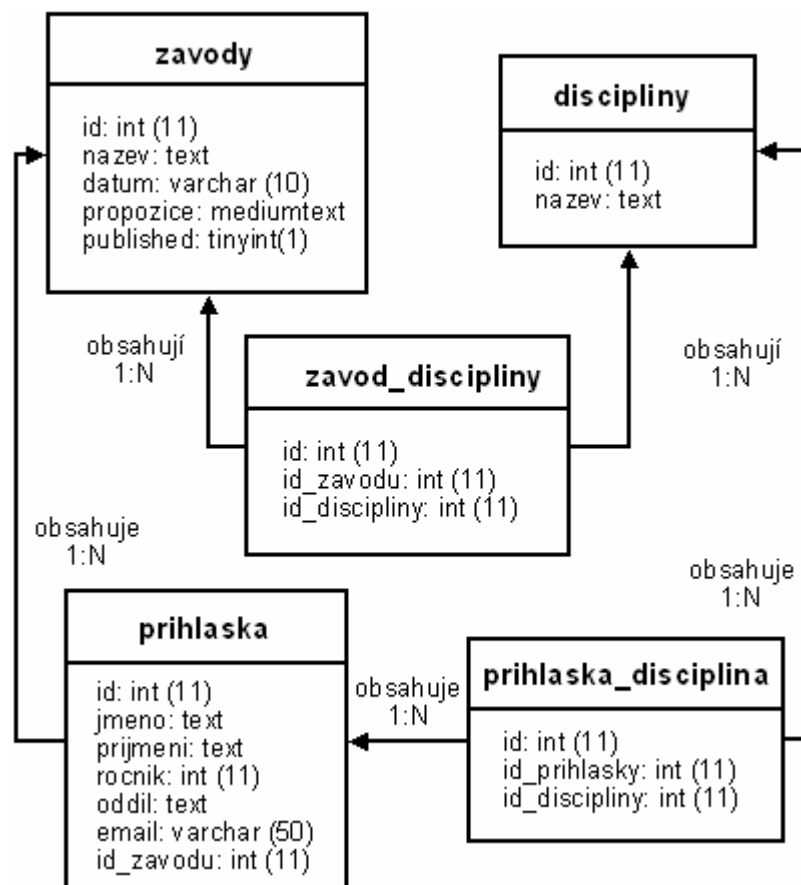 zavody
id: int (11)
nazev: text
datum: varchar (10)
propozice: mediumtext
published: tinyint(1)
discipliny
id: int (11)
nazev: text
obsahují
1:N
obsahují
1:N
zavod_discipliny
id: int (11)
id_zavodu: int (11)
id_discipliny: int (11)
obsahuje
1:N
obsahuje
1:N
prihlaska
id: int (11)
jmeno: text
prijmeni: text
rocnik: int (11)
oddil: text
email: varchar (50)
id_zavodu: int (11)
obsahuje
1:N
prihlaska_disciplina
id: int (11)
id_prihlasky: int (11)
id_discipliny: int (11)